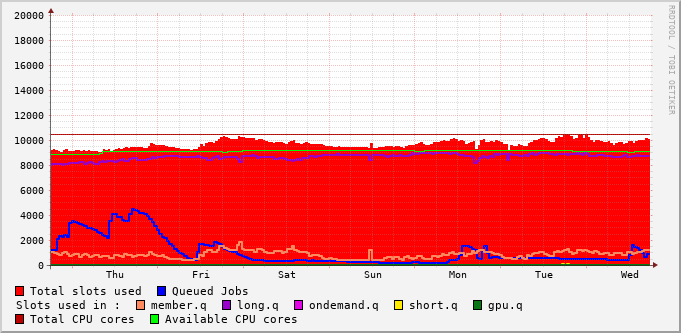 20000
18000
16000
14000
12000
10000
8000
6000
4000
2000
0
Thu Fri Sat Sun Mon Tue Wed
RRDTOOL / TOBI OETIKER
Total slots used Queued Jobs
Slots used in : member.q long.q ondemand.q short.q gpu.q
Total CPU cores Available CPU cores